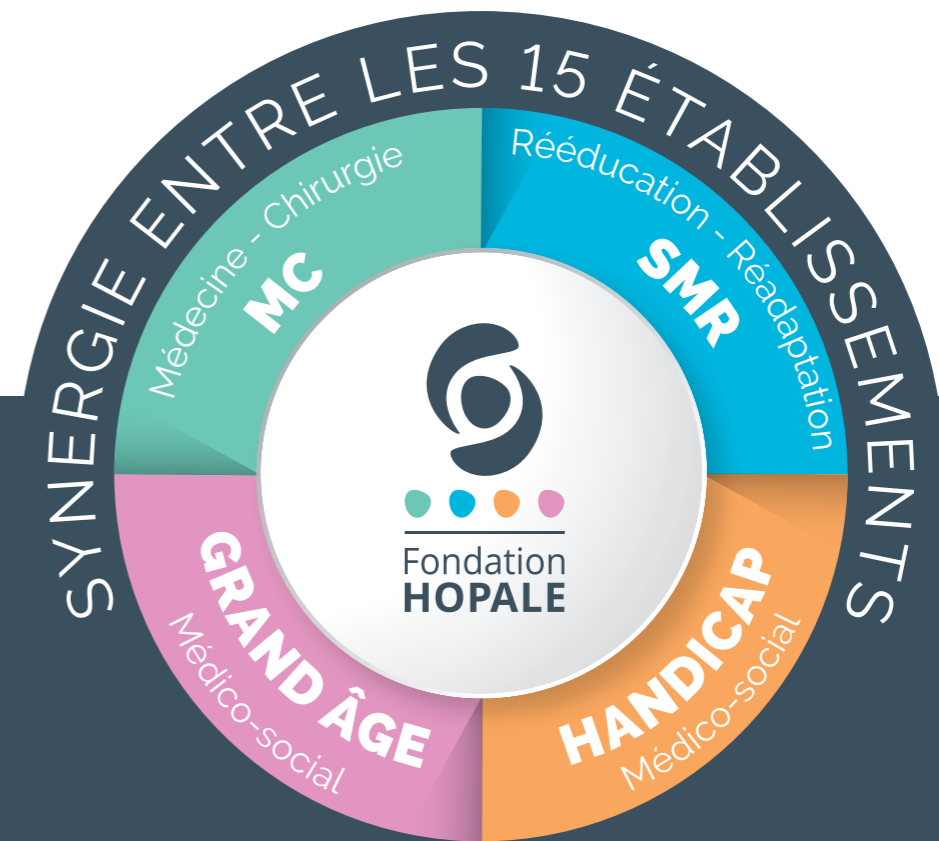 SYNERGIE ENTRE LES 15 ÉTABLISSEMENTS
Médecine - Chirurgie
MC
Rééducation - Réadaptation
SMR
Fondation
HOPALE
GRAND ÂGE
Médico-social
HANDICAP
Médico-social